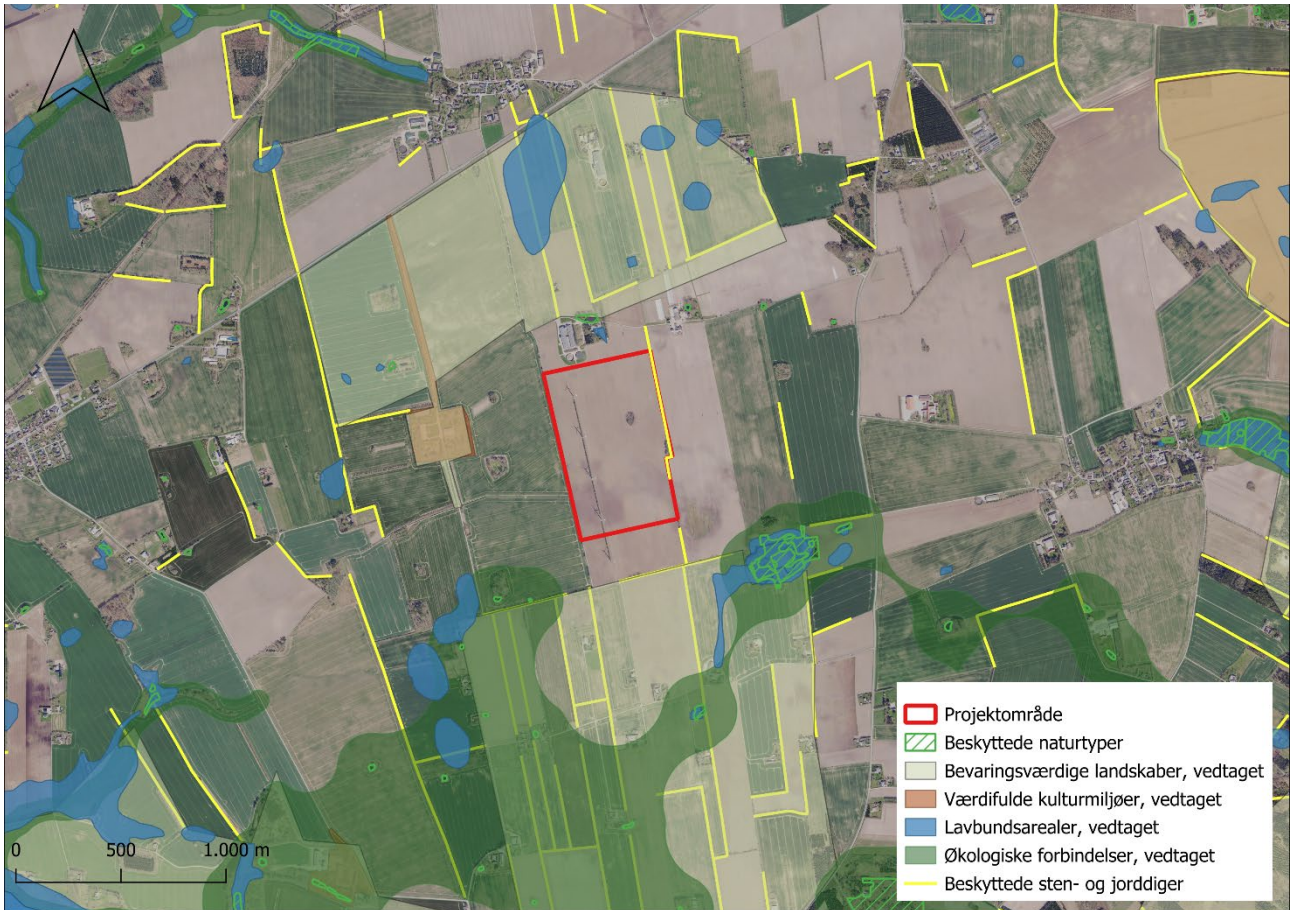 Projektområde
Beskyttede naturtyper
Bevaringsværdige landskaber, vedtaget
Værdifulde kulturmiljøer, vedtaget
Lavbundsarealer, vedtaget
Økologiske forbindelser, vedtaget
Beskyttede sten- og jorddiger
0 500 1.000 m